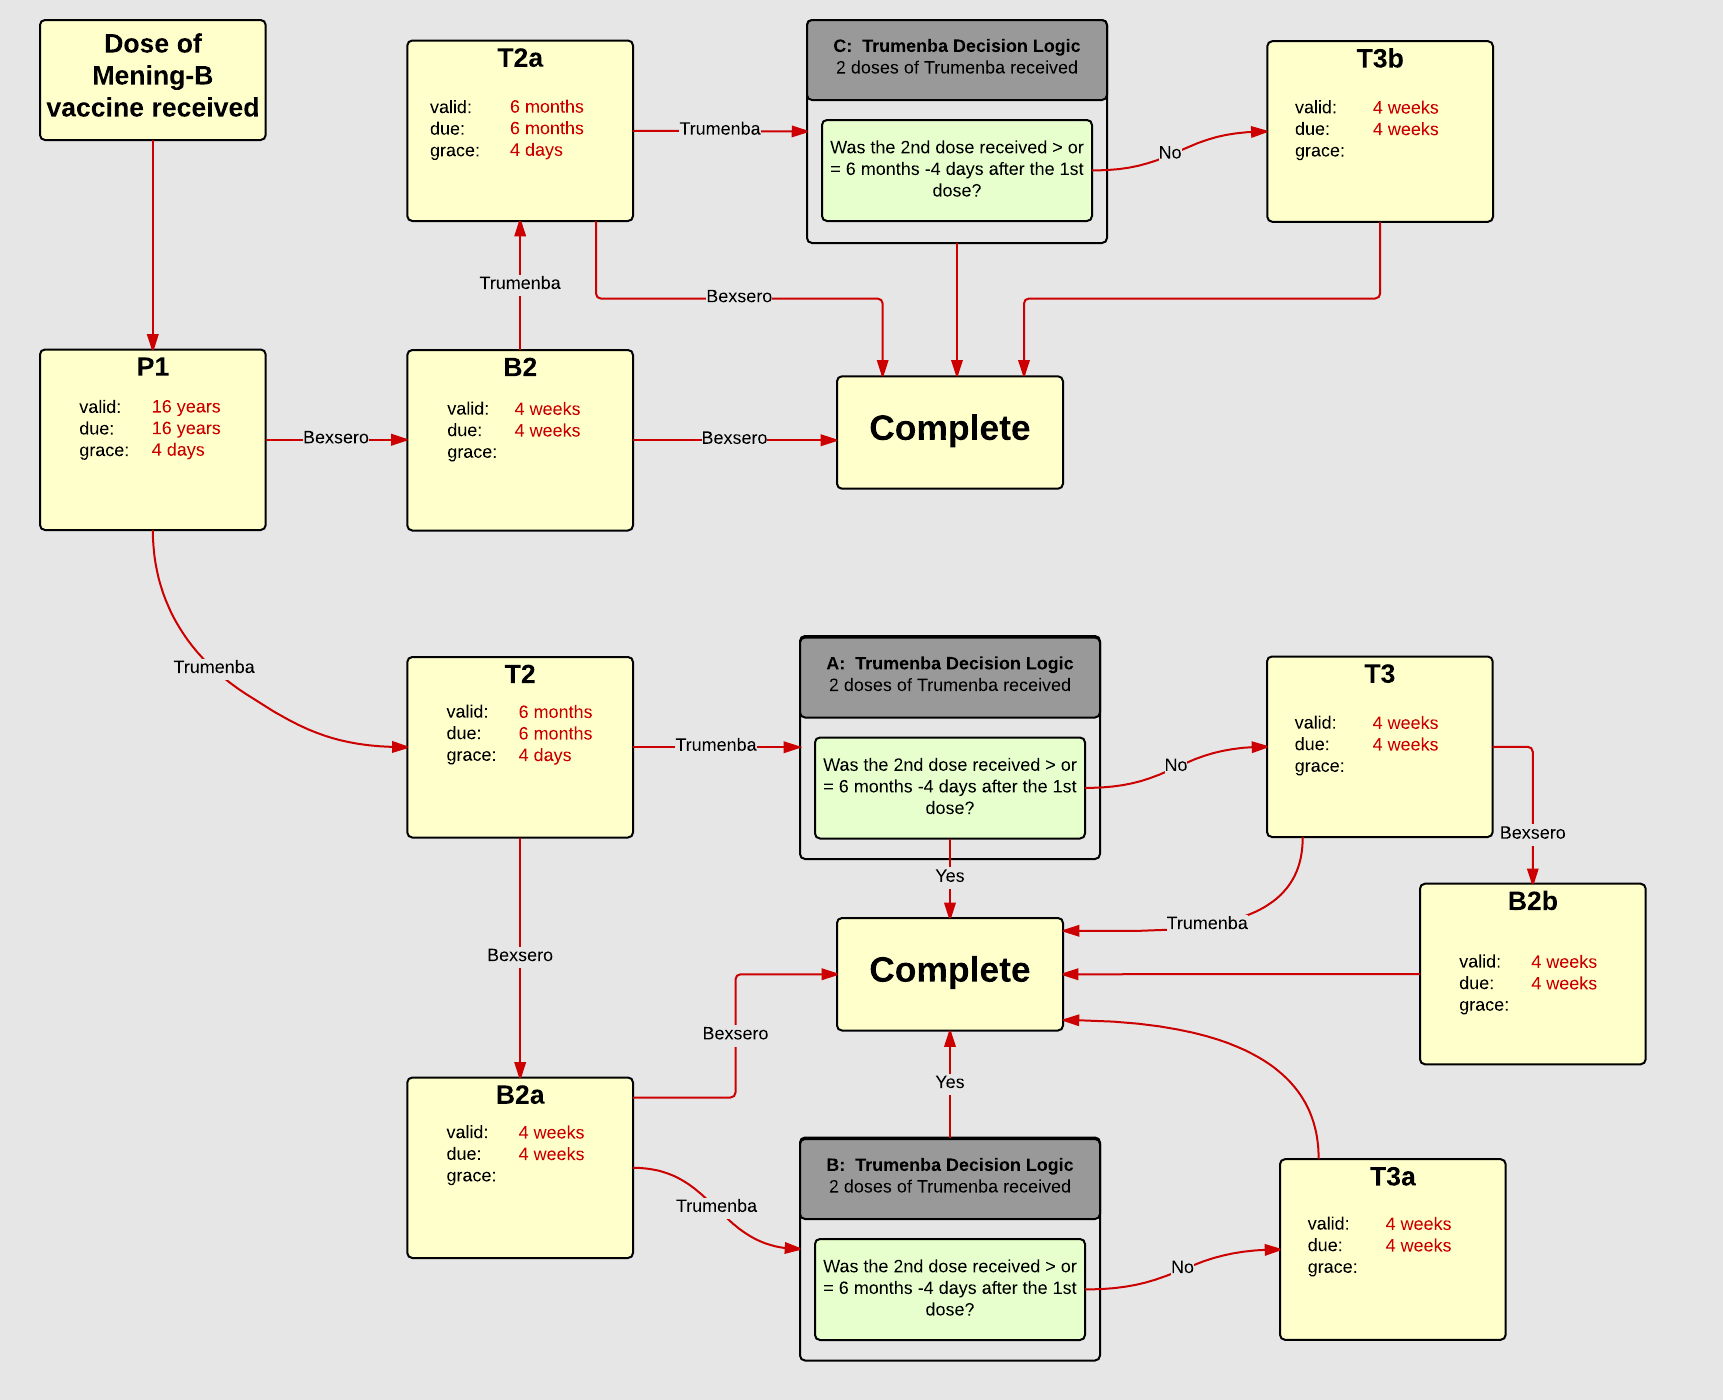 Dose of
Mening-B
vaccine received
T2a
valid: 6 months
due: 6 months
grace: 4 days
Trumenba
C: Trumenba Decision Logic
2 doses of Trumenba received
Was the 2nd dose received > or
= 6 months -4 days after the 1st
dose?
No
T3b
valid: 4 weeks
due: 4 weeks
grace:
Trumenba
Bexsero
P1
valid: 16 years
due: 16 years
grace: 4 days
Bexsero
B2
valid: 4 weeks
due: 4 weeks
grace:
Bexsero
Complete
Trumenba
T2
valid: 6 months
due: 6 months
grace: 4 days
Trumenba
A: Trumenba Decision Logic
2 doses of Trumenba received
Was the 2nd dose received > or
= 6 months -4 days after the 1st
dose?
No
Yes
T3
valid: 4 weeks
due: 4 weeks
grace:
Bexsero
Trumenba
B2b
valid: 4 weeks
due: 4 weeks
grace:
Complete
Bexsero
Bexsero
Yes
B2a
valid: 4 weeks
due: 4 weeks
grace:
Trumenba
B: Trumenba Decision Logic
2 doses of Trumenba received
Was the 2nd dose received > or
= 6 months -4 days after the 1st
dose?
No
T3a
valid: 4 weeks
due: 4 weeks
grace: